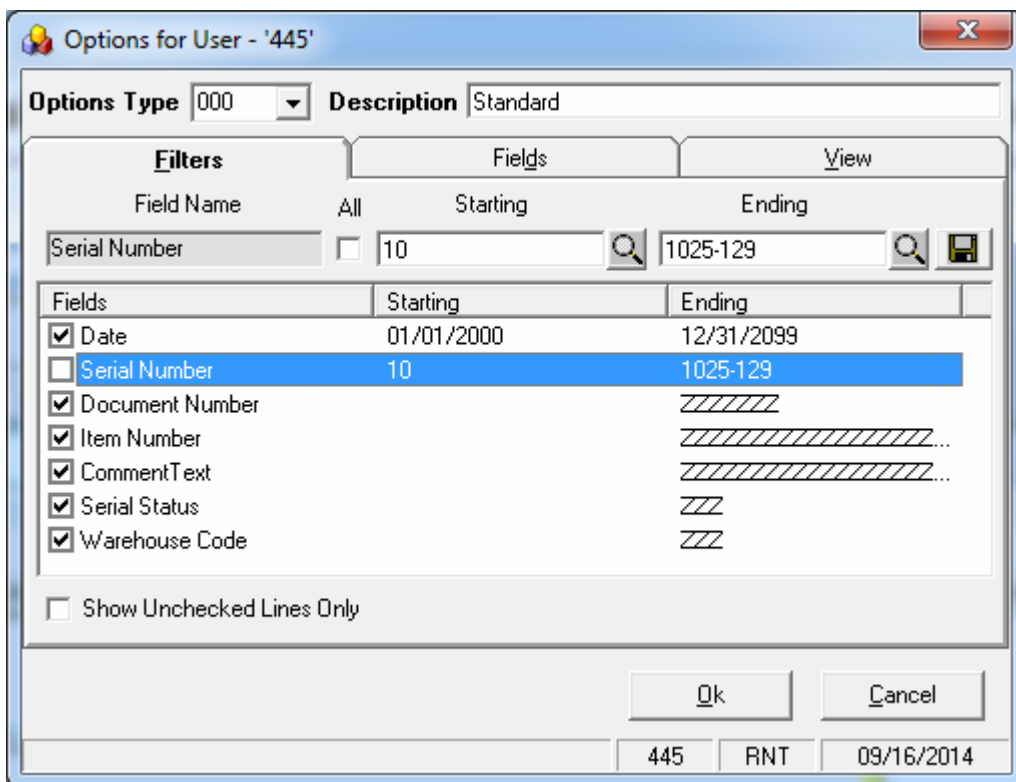 Options for User - '445'
Options Type 000 Description Standard
Filters Fields View
Field Name All Starting Ending
Serial Number 10 1025-129
Fields Starting Ending
Date 01/01/2000 12/31/2099
Serial Number 10 1025-129
Document Number ZZZZZZZZ
Item Number ZZZZZZZZZZZZZZZZZZZZ...
CommentText ZZZZZZZZZZZZZZZZZZZZ...
Serial Status ZZZ
Warehouse Code ZZZ
Show Unchecked Lines Only
Ok Cancel
445 RNT 09/16/2014